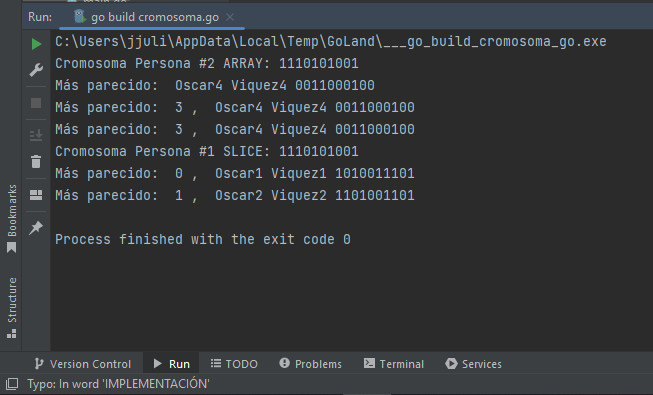 main.go
Run: go build cromosoma.go
C:\Users\jjuli\AppData\Local\Temp\GoLand\___go_build_cromosoma_go.exe
Cromosoma Persona #2 ARRAY: 1110101001
Más parecido:  Oscar4 Viquez4 0011000100
Más parecido:  3 ,  Oscar4 Viquez4 0011000100
Más parecido:  3 ,  Oscar4 Viquez4 0011000100
Cromosoma Persona #1 SLICE: 1110101001
Más parecido:  0 ,  Oscar1 Viquez1 1010011101
Más parecido:  1 ,  Oscar2 Viquez2 1101001101
Process finished with the exit code 0
Bookmarks
Structure
Version Control Run TODO Problems Terminal Services
Typo: In word 'IMPLEMENTACIÓN'